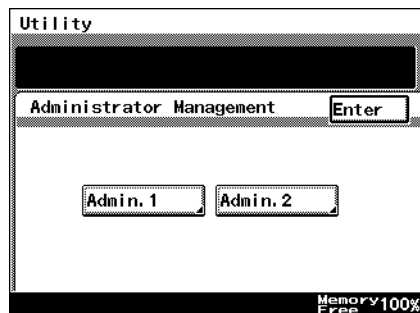 Utility
Administrator Management Enter
Admin.1 Admin.2
Memory
Free 100%